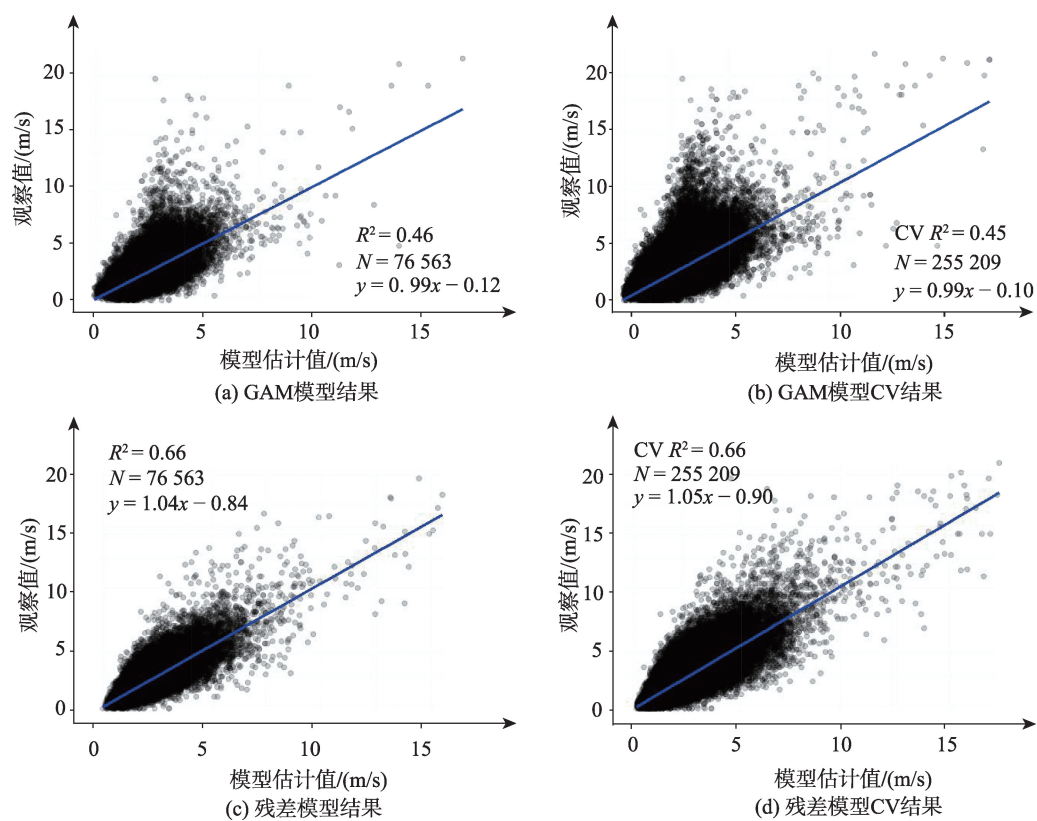 20
15
10
5
0
观察值/(m/s)
R² = 0.46
N = 76 563
y = 0. 99x − 0.12
0 5 10 15
模型估计值/(m/s)
(a) GAM模型结果
20
15
10
5
0
观察值/(m/s)
CV R² = 0.45
N = 255 209
y = 0.99x − 0.10
0 5 10 15
模型估计值/(m/s)
(b) GAM模型CV结果
20
15
10
5
0
观察值/(m/s)
R² = 0.66
N = 76 563
y = 1.04x − 0.84
0 5 10 15
模型估计值/(m/s)
(c) 残差模型结果
20
15
10
5
0
观察值/(m/s)
CV R² = 0.66
N = 255 209
y = 1.05x − 0.90
0 5 10 15
模型估计值/(m/s)
(d) 残差模型CV结果